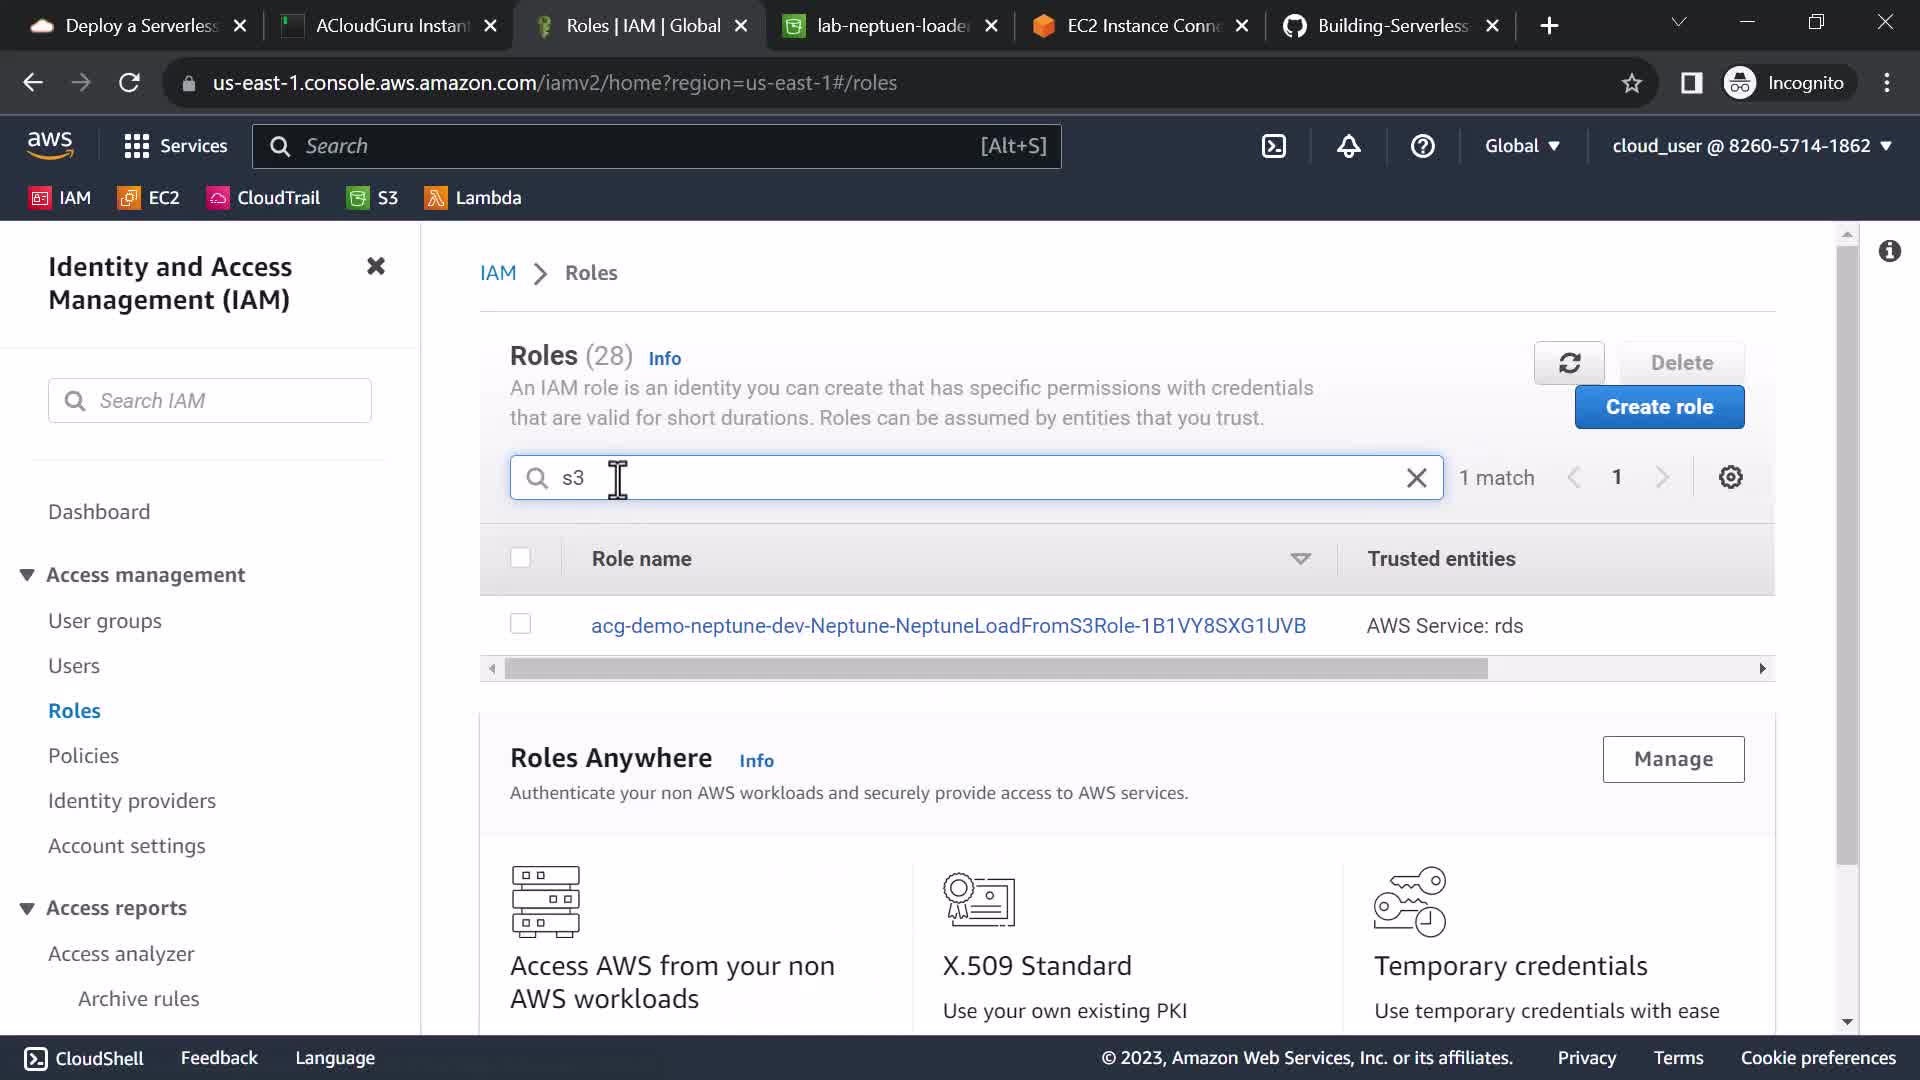 Deploy a Serverless
ACloudGuru Instant
Roles | IAM | Global
lab-neptuen-loader
EC2 Instance Conne
Building-Serverless
us-east-1.console.aws.amazon.com/iamv2/home?region=us-east-1#/roles
Incognito
aws
Services
Search
[Alt+S]
Global
cloud_user @ 8260-5714-1862
IAM
EC2
CloudTrail
S3
Lambda
Identity and Access
Management (IAM)
Search IAM
Dashboard
Access management
User groups
Users
Roles
Policies
Identity providers
Account settings
Access reports
Access analyzer
Archive rules
IAM > Roles
Roles (28) Info
An IAM role is an identity you can create that has specific permissions with credentials
that are valid for short durations. Roles can be assumed by entities that you trust.
Delete
Create role
s3
1 match
1
Role name
Trusted entities
acg-demo-neptune-dev-Neptune-NeptuneLoadFromS3Role-1B1VY8SXG1UVB
AWS Service: rds
Roles Anywhere Info
Authenticate your non AWS workloads and securely provide access to AWS services.
Manage
Access AWS from your non
AWS workloads
X.509 Standard
Use your own existing PKI
Temporary credentials
Use temporary credentials with ease
CloudShell
Feedback
Language
© 2023, Amazon Web Services, Inc. or its affiliates.
Privacy
Terms
Cookie preferences